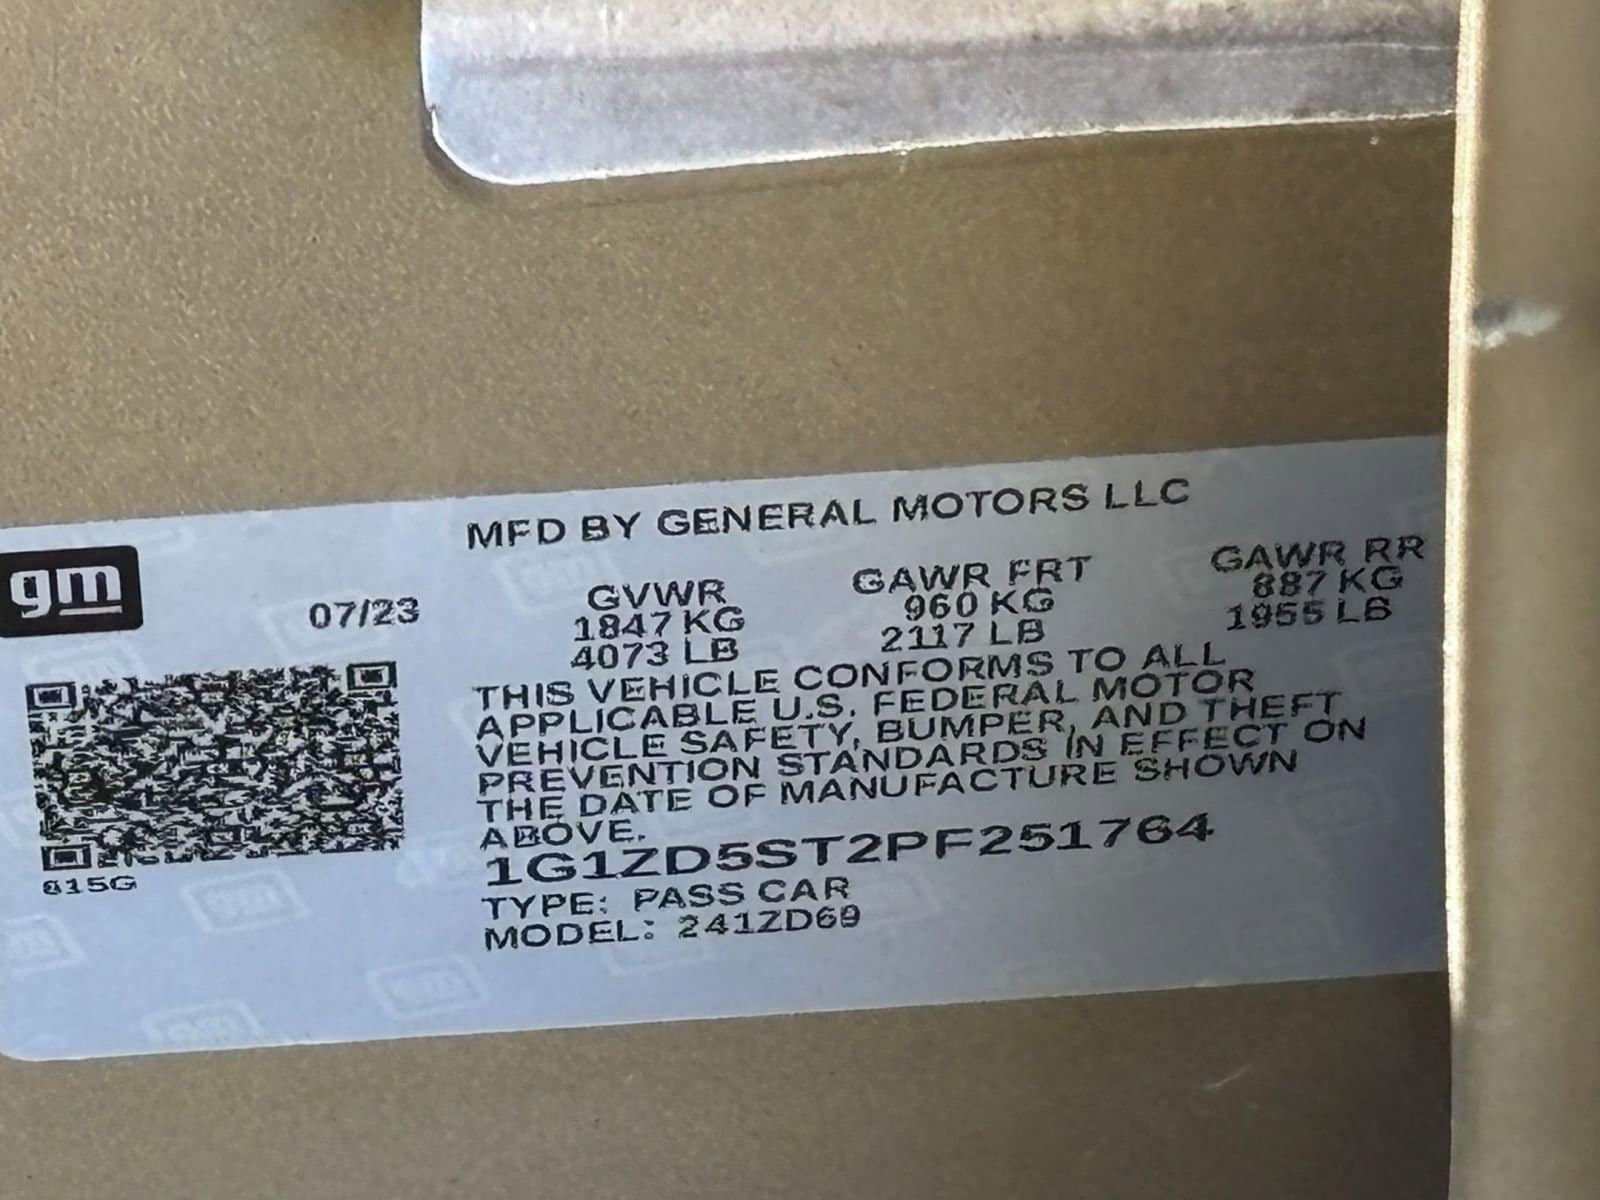 MFD BY GENERAL MOTORS LLC
gm
07/23
GVWR
1847 KG
4073 LB
GAWR FRT
960 KG
2117 LB
GAWR RR
887 KG
1955 LB
THIS VEHICLE CONFORMS TO ALL
APPLICABLE U.S. FEDERAL MOTOR
VEHICLE SAFETY, BUMPER, AND THEFT
PREVENTION STANDARDS IN EFFECT ON
THE DATE OF MANUFACTURE SHOWN
ABOVE.
1G1ZD5ST2PF251764
TYPE: PASS CAR
MODEL: 241ZD69
815G